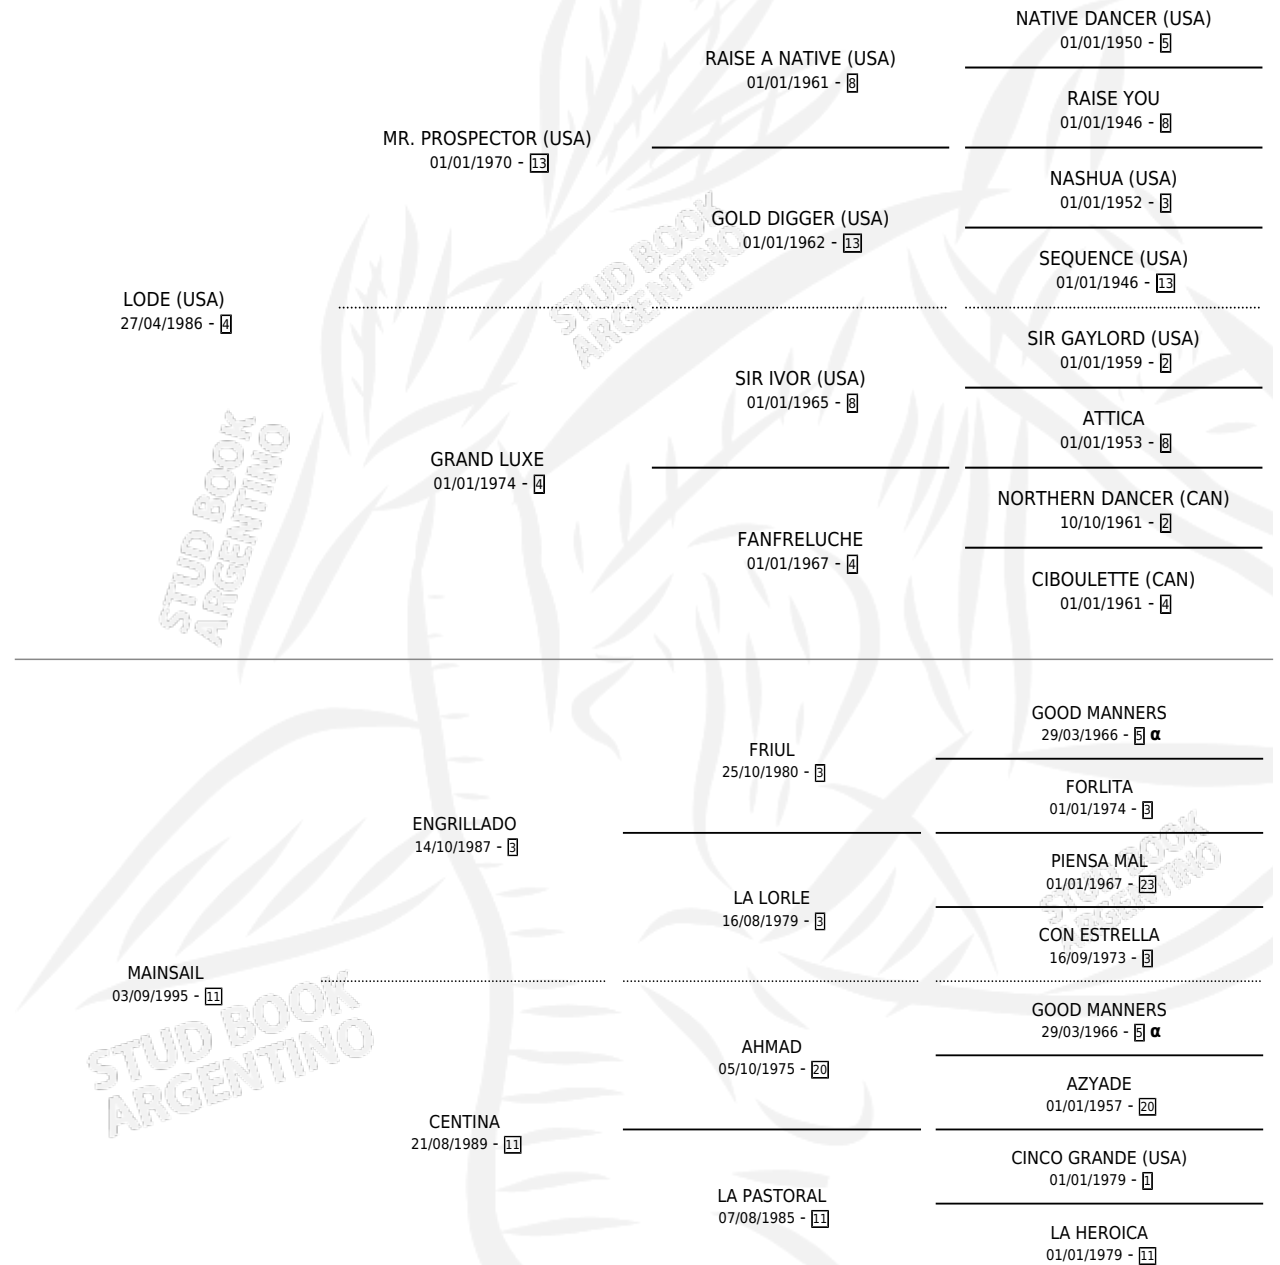 NATIVE DANCER (USA)
01/01/1950 - 5
RAISE A NATIVE (USA)
01/01/1961 - 8
RAISE YOU
01/01/1946 - 8
MR. PROSPECTOR (USA)
01/01/1970 - 13
NASHUA (USA)
01/01/1952 - 3
GOLD DIGGER (USA)
01/01/1962 - 13
SEQUENCE (USA)
01/01/1946 - 13
LODE (USA)
27/04/1986 - 4
SIR GAYLORD (USA)
01/01/1959 - 2
SIR IVOR (USA)
01/01/1965 - 8
ATTICA
01/01/1953 - 8
GRAND LUXE
01/01/1974 - 4
NORTHERN DANCER (CAN)
10/10/1961 - 2
FANFRELUCHE
01/01/1967 - 4
CIBOULETTE (CAN)
01/01/1961 - 4
STUD BOOK
ARGENTINO
STUD BOOK
ARGENTINO
GOOD MANNERS
29/03/1966 - 5 α
FRIUL
25/10/1980 - 3
FORLITA
01/01/1974 - 3
ENGRILLADO
14/10/1987 - 3
PIENSA MAL
01/01/1967 - 23
LA LORLE
16/08/1979 - 3
CON ESTRELLA
16/09/1973 - 3
STUD BOOK
ARGENTINO
MAINSAIL
03/09/1995 - 11
STUD BOOK
ARGENTINO
GOOD MANNERS
29/03/1966 - 5 α
AHMAD
05/10/1975 - 20
AZYADE
01/01/1957 - 20
CENTINA
21/08/1989 - 11
CINCO GRANDE (USA)
01/01/1979 - 1
LA PASTORAL
07/08/1985 - 11
LA HEROICA
01/01/1979 - 11